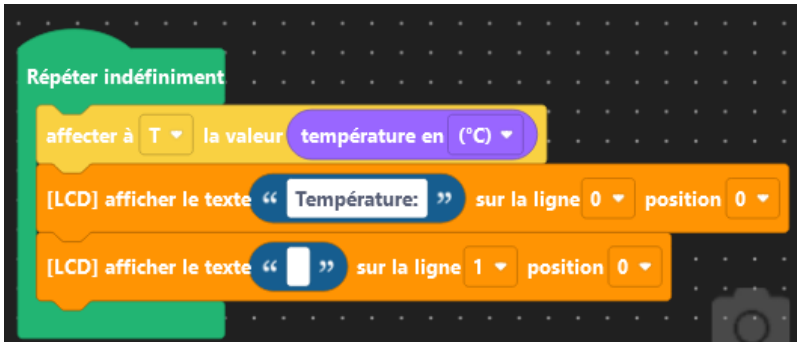 Répéter indéfiniment
affecter à T la valeur température en (°C)
[LCD] afficher le texte “ Température: ” sur la ligne 0 position 0
[LCD] afficher le texte “ ” sur la ligne 1 position 0